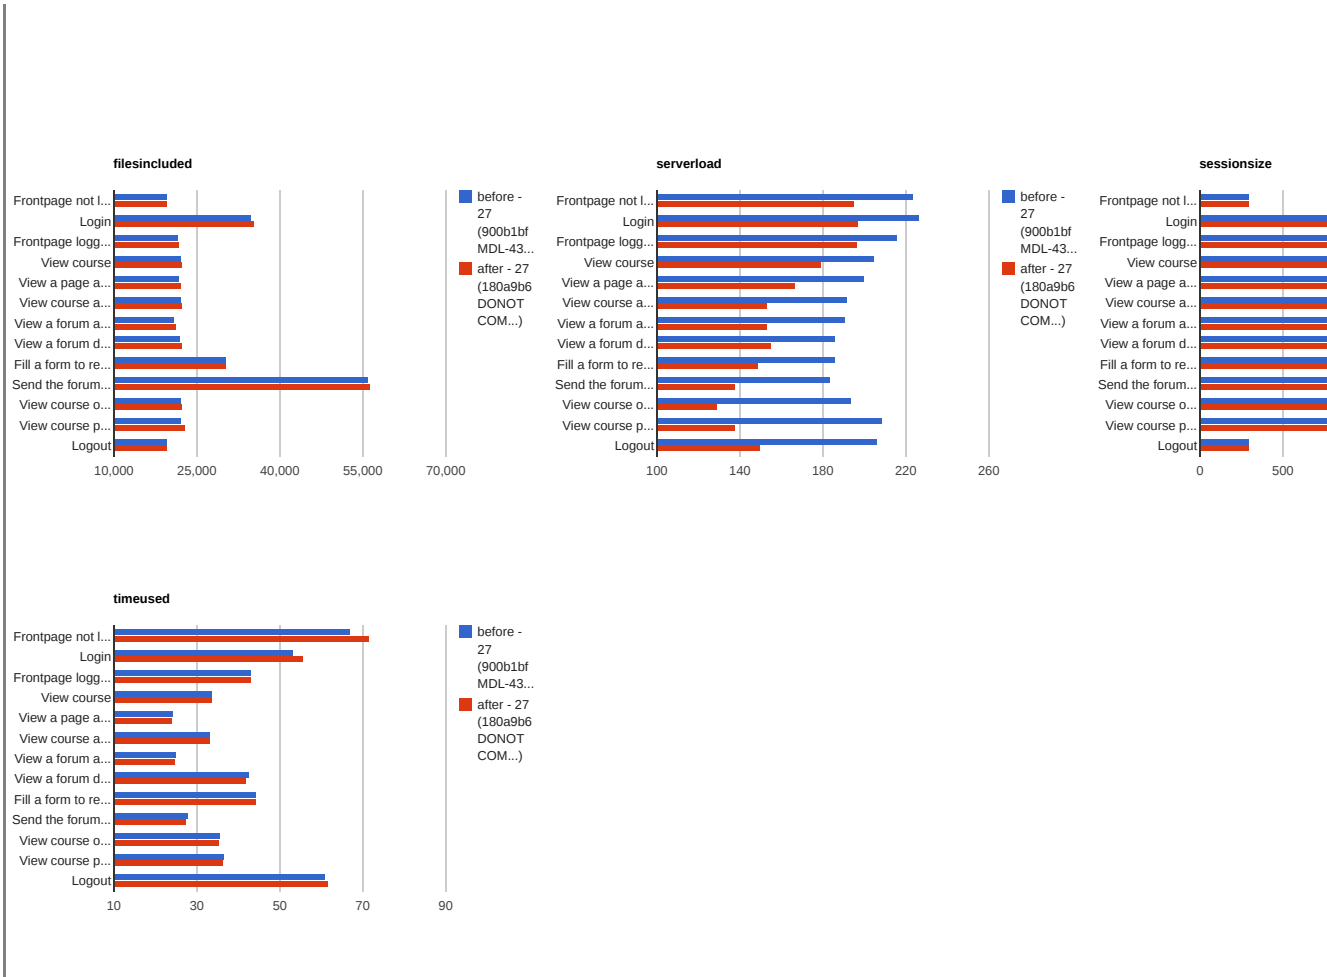 filesincluded
Frontpage not l...
Login
Frontpage logg...
View course
View a page a...
View course a...
View a forum a...
View a forum d...
Fill a form to re...
Send the forum...
View course o...
View course p...
Logout
10,000 25,000 40,000 55,000 70,000
before -
27
(900b1bf
MDL-43...
after - 27
(180a9b6
DONOT
COM...)
serverload
Frontpage not l...
Login
Frontpage logg...
View course
View a page a...
View course a...
View a forum a...
View a forum d...
Fill a form to re...
Send the forum...
View course o...
View course p...
Logout
100 140 180 220 260
before -
27
(900b1bf
MDL-43...
after - 27
(180a9b6
DONOT
COM...)
sessionsize
Frontpage not l...
Login
Frontpage logg...
View course
View a page a...
View course a...
View a forum a...
View a forum d...
Fill a form to re...
Send the forum...
View course o...
View course p...
Logout
0 500
timeused
Frontpage not l...
Login
Frontpage logg...
View course
View a page a...
View course a...
View a forum a...
View a forum d...
Fill a form to re...
Send the forum...
View course o...
View course p...
Logout
10 30 50 70 90
before -
27
(900b1bf
MDL-43...
after - 27
(180a9b6
DONOT
COM...)